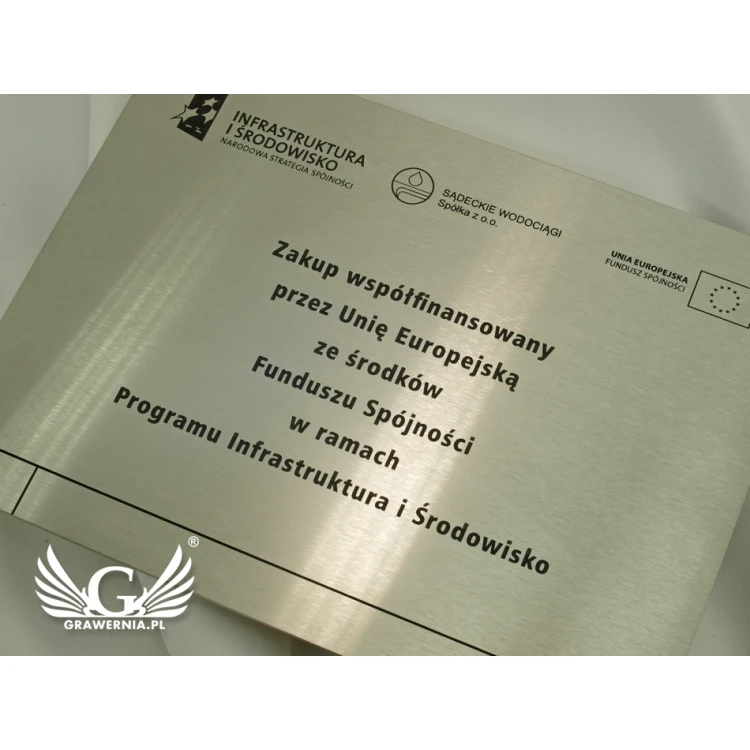 INFRASTRUKTURA
I ŚRODOWISKO
NARODOWA STRATEGIA SPÓJNOŚCI
SĄDECKIE WODOCIĄGI
Spółka z o.o.
UNIA EUROPEJSKA
FUNDUSZ SPÓJNOŚCI
Zakup współfinansowany
przez Unię Europejską
ze środków
Funduszu Spójności
w ramach
Programu Infrastruktura i Środowisko
G ®
GRAWERNIA.PL